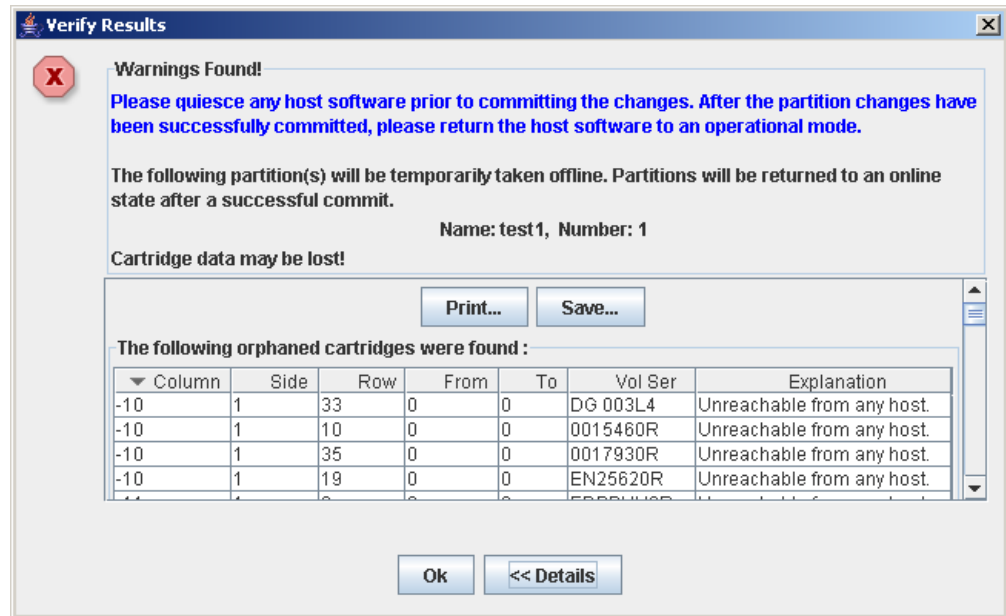 Verify Results
Warnings Found!
Please quiesce any host software prior to committing the changes. After the partition changes have
been successfully committed, please return the host software to an operational mode.
The following partition(s) will be temporarily taken offline. Partitions will be returned to an online
state after a successful commit.
Name: test1, Number: 1
Cartridge data may be lost!
Print... Save...
The following orphaned cartridges were found :
Column Side Row From To Vol Ser Explanation
-10 1 33 0 0 DG 003L4 Unreachable from any host.
-10 1 10 0 0 0015460R Unreachable from any host.
-10 1 35 0 0 0017930R Unreachable from any host.
-10 1 19 0 0 EN25620R Unreachable from any host.
Ok << Details